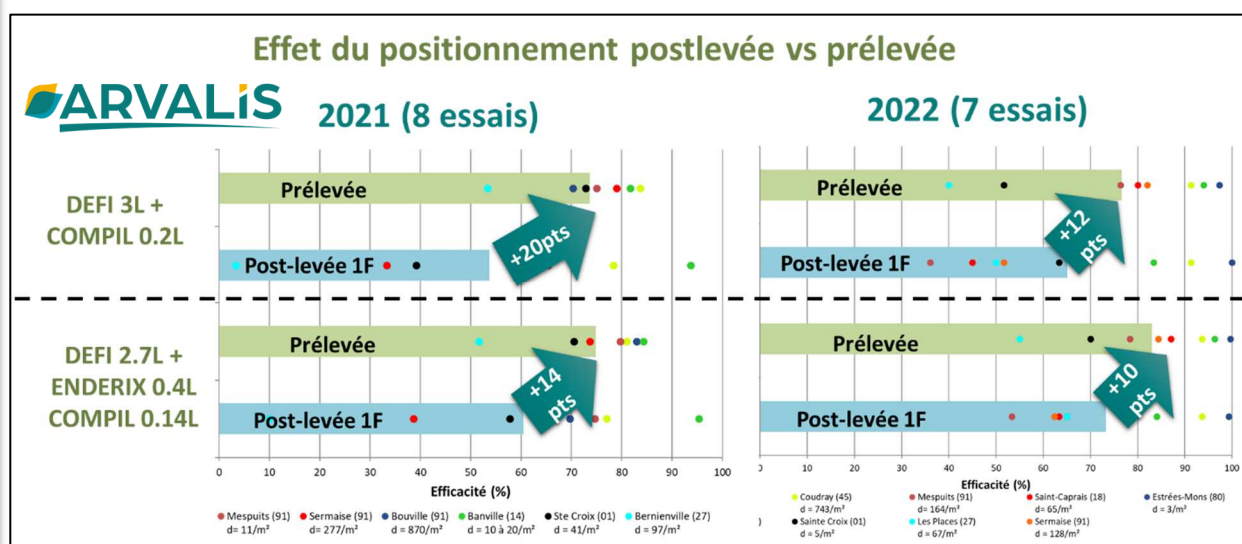 Effet du positionnement postlevée vs prélevée
ARVALIS
2021 (8 essais)
2022 (7 essais)
DEFI 3L +
COMPIL 0.2L
Prélevée
+20pts
Post-levée 1F
Prélevée
+12
pts
Post-levée 1F
DEFI 2.7L +
ENDERIX 0.4L
COMPIL 0.14L
Prélevée
+14
pts
Post-levée 1F
Prélevée
+10
pts
Post-levée 1F
0 10 20 30 40 50 60 70 80 90 100
Efficacité (%)
Mespuits (91) Sermaise (91) Bouville (91) Banville (14) Ste Croix (01) Bernienville (27)
d= 11/m² d= 277/m² d= 870/m² d = 10 à 20/m² d = 41/m² d = 97/m²
0 10 20 30 40 50 60 70 80 90 100
Efficacité (%)
Coudray (45) Mespuits (91) Saint-Caprais (18) Estrées-Mons (80)
d = 743/m² d = 164/m² d = 65/m² d = 3/m²
) Sainte Croix (01) Les Places (27) Sermaise (91)
d = 5/m² d = 67/m² d = 128/m²